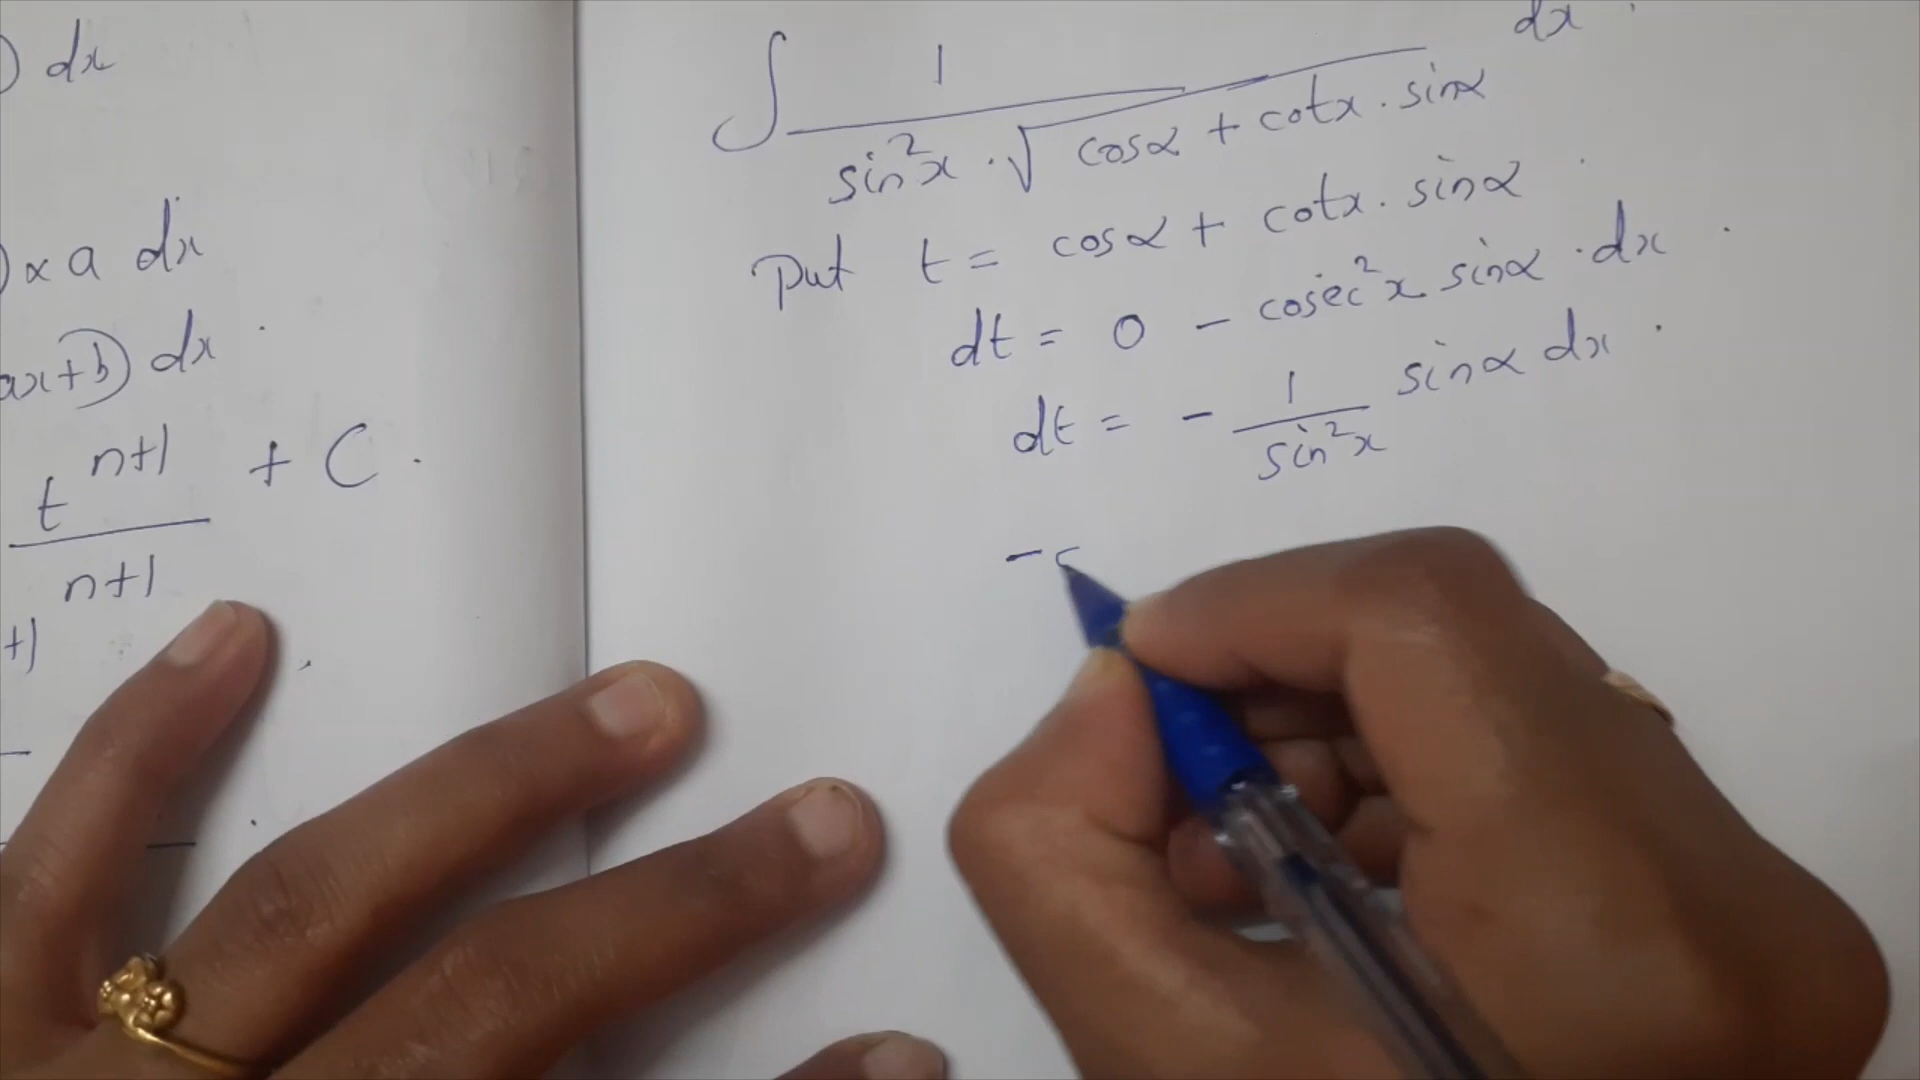 ) dx
) x a dx
ax+b) dx .
t^{n+1} / n+1 + C .
+1
∫ 1 / sin²x . √cosα + cotx . sinα dx .
Put t = cosα + cotx . sinα
dt = 0 - cosec²x sinα . dx .
dt = - 1 / sin²x sinα dx .
-